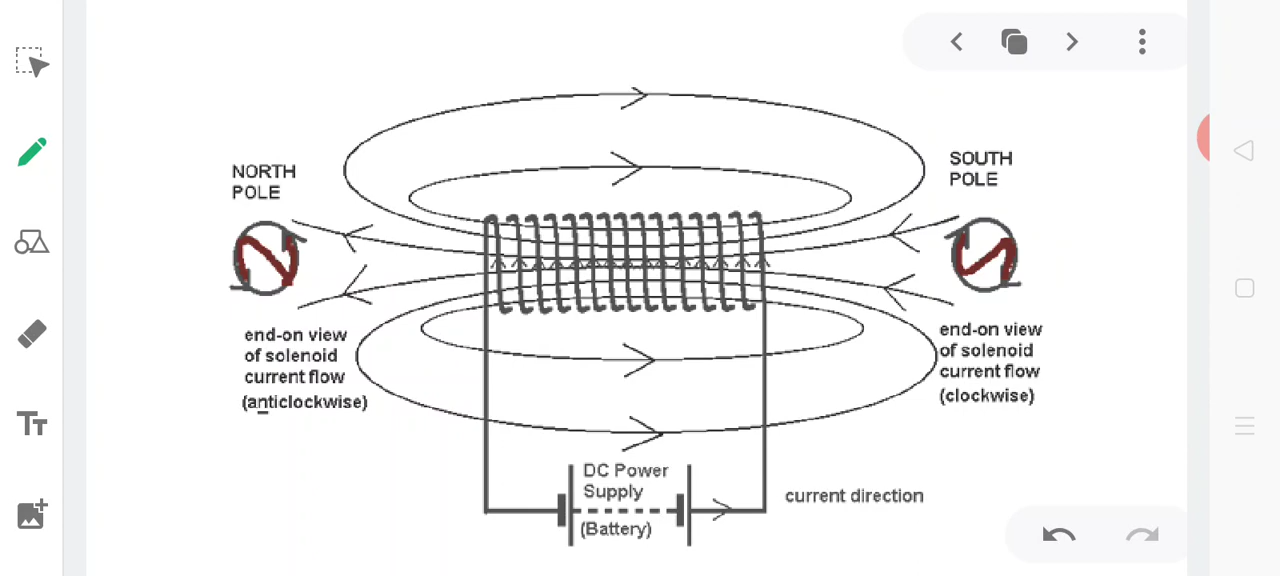 NORTH
POLE
SOUTH
POLE
N
S
end-on view
of solenoid
current flow
(anticlockwise)
end-on view
of solenoid
current flow
(clockwise)
DC Power
Supply
(Battery)
current direction
Tт